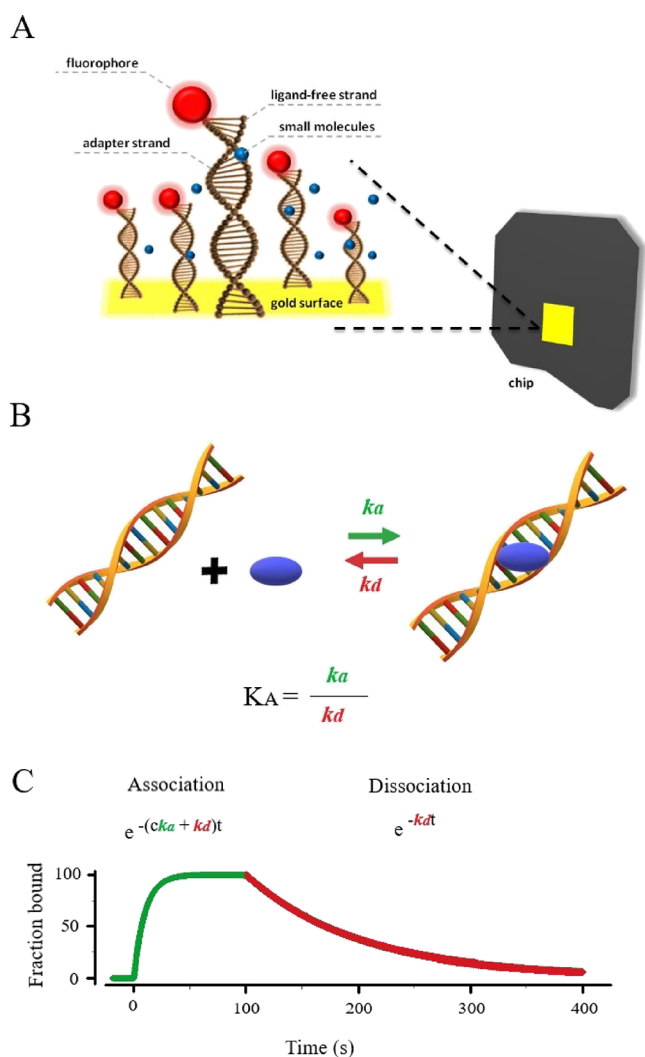 A
fluorophore
ligand-free strand
small molecules
adapter strand
gold surface
chip
B
+
ka
kd
KA = ka / kd
C
Association Dissociation
e -(cka + kd)t e -kdt
Fraction bound
100
50
0
0 100 200 300 400
Time (s)